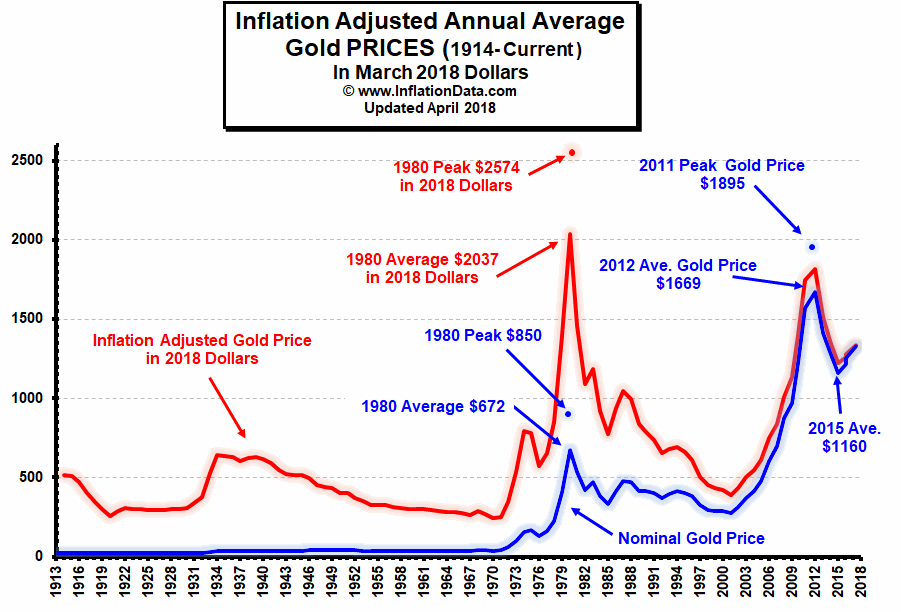 Inflation Adjusted Annual Average
Gold PRICES (1914-Current)
In March 2018 Dollars
© www.InflationData.com
Updated April 2018
2500
2000
1500
1000
500
0
1980 Peak $2574
in 2018 Dollars
2011 Peak Gold Price
$1895
1980 Average $2037
in 2018 Dollars
2012 Ave. Gold Price
$1669
Inflation Adjusted Gold Price
in 2018 Dollars
1980 Peak $850
1980 Average $672
2015 Ave.
$1160
Nominal Gold Price
1913
1916
1919
1922
1925
1928
1931
1934
1937
1940
1943
1946
1949
1952
1955
1958
1961
1964
1967
1970
1973
1976
1979
1982
1985
1988
1991
1994
1997
2000
2003
2006
2009
2012
2015
2018